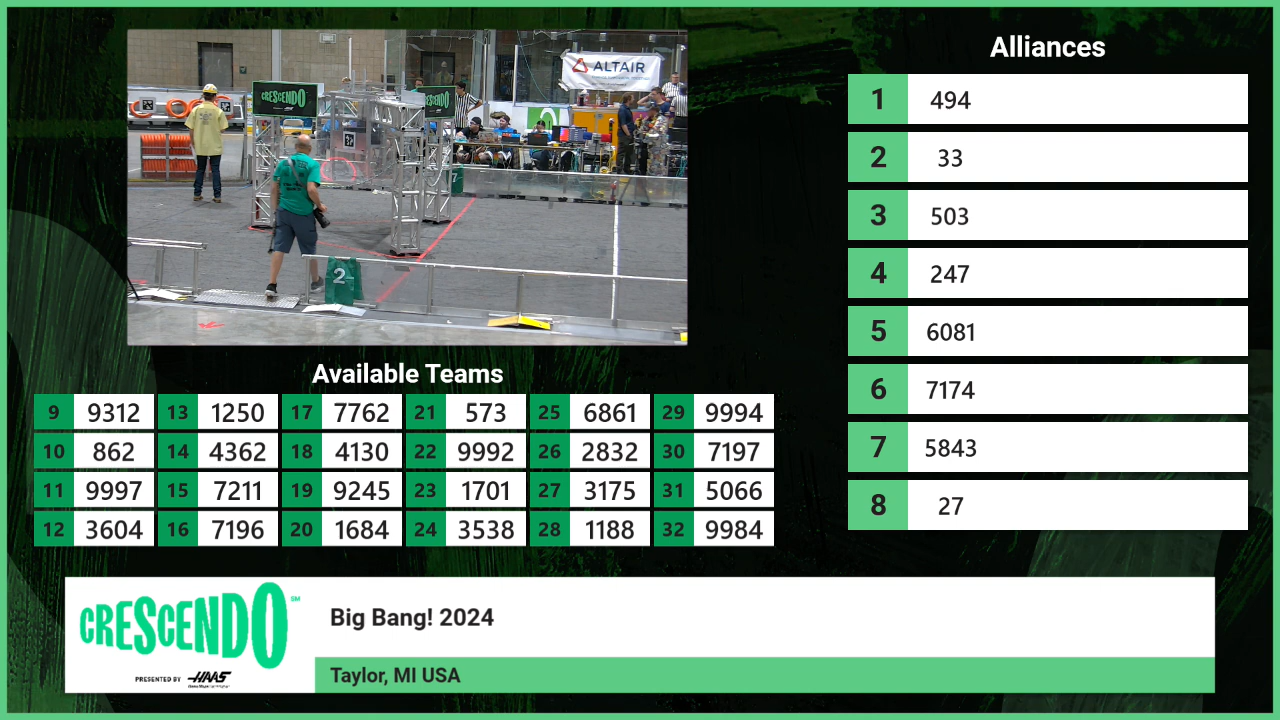 CRESCENDO
CRESCENDO
ALTAIR
7
2
Alliances
1 494
2 33
3 503
4 247
5 6081
6 7174
7 5843
8 27
Available Teams
9 9312 13 1250 17 7762 21 573 25 6861 29 9994
10 862 14 4362 18 4130 22 9992 26 2832 30 7197
11 9997 15 7211 19 9245 23 1701 27 3175 31 5066
12 3604 16 7196 20 1684 24 3538 28 1188 32 9984
CRESCENDO SM
PRESENTED BY HAAS
Big Bang! 2024
Taylor, MI USA